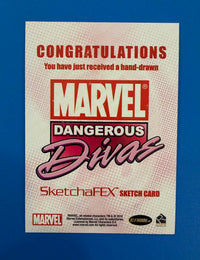 CONGRATULATIONS
You have just received a hand-drawn
MARVEL
DANGEROUS
Divas
SKETCHAFEX SKETCH CARD
MARVEL